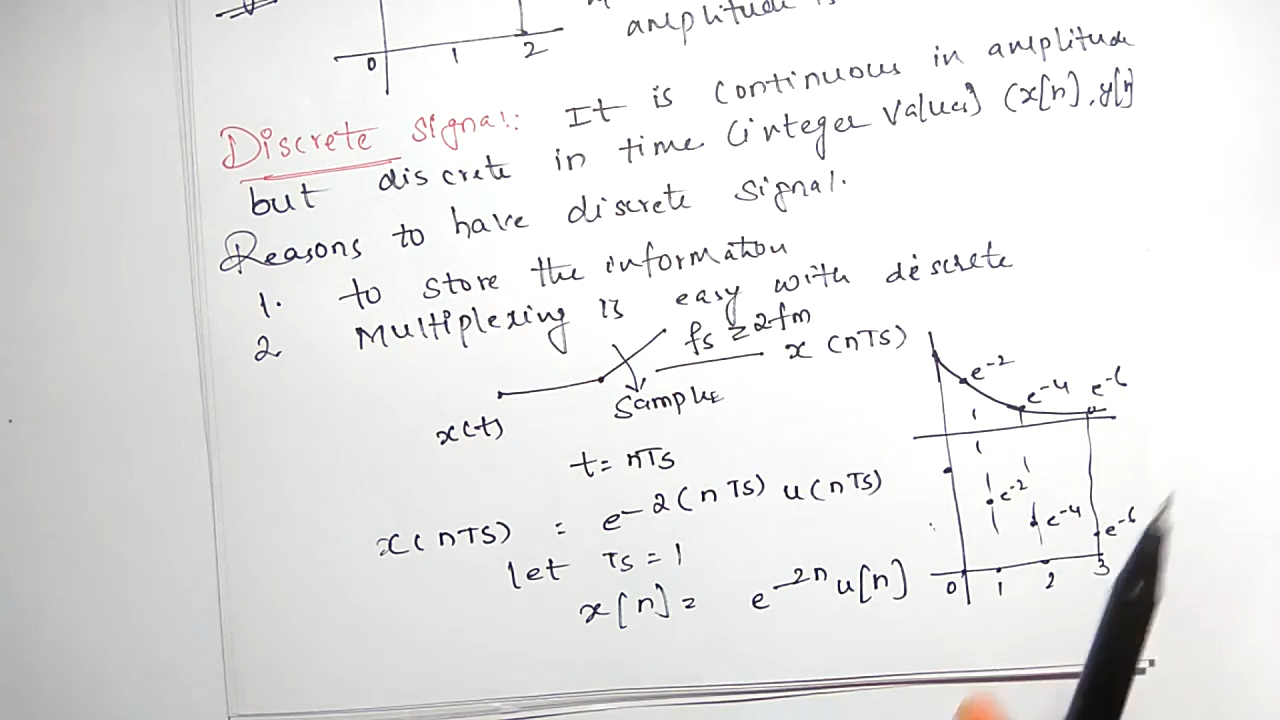 amplitude is
0 1 2
Discrete signal: It is continuous in amplitude
but discrete in time (integer values) (x[n], y[n]
Reasons to have discrete signal.
1. to store the information
2 Multiplexing is easy with discrete
fs ≥ 2fm
x(t)
Sample
x (nTs)
t = nTs
x(nTs) = e^-2(nTs) u(nTs)
let Ts = 1
x[n] = e^-2n u[n]
e^-2 e^-4 e^-6
1
e^-2 e^-4 e^-6
0 1 2 3